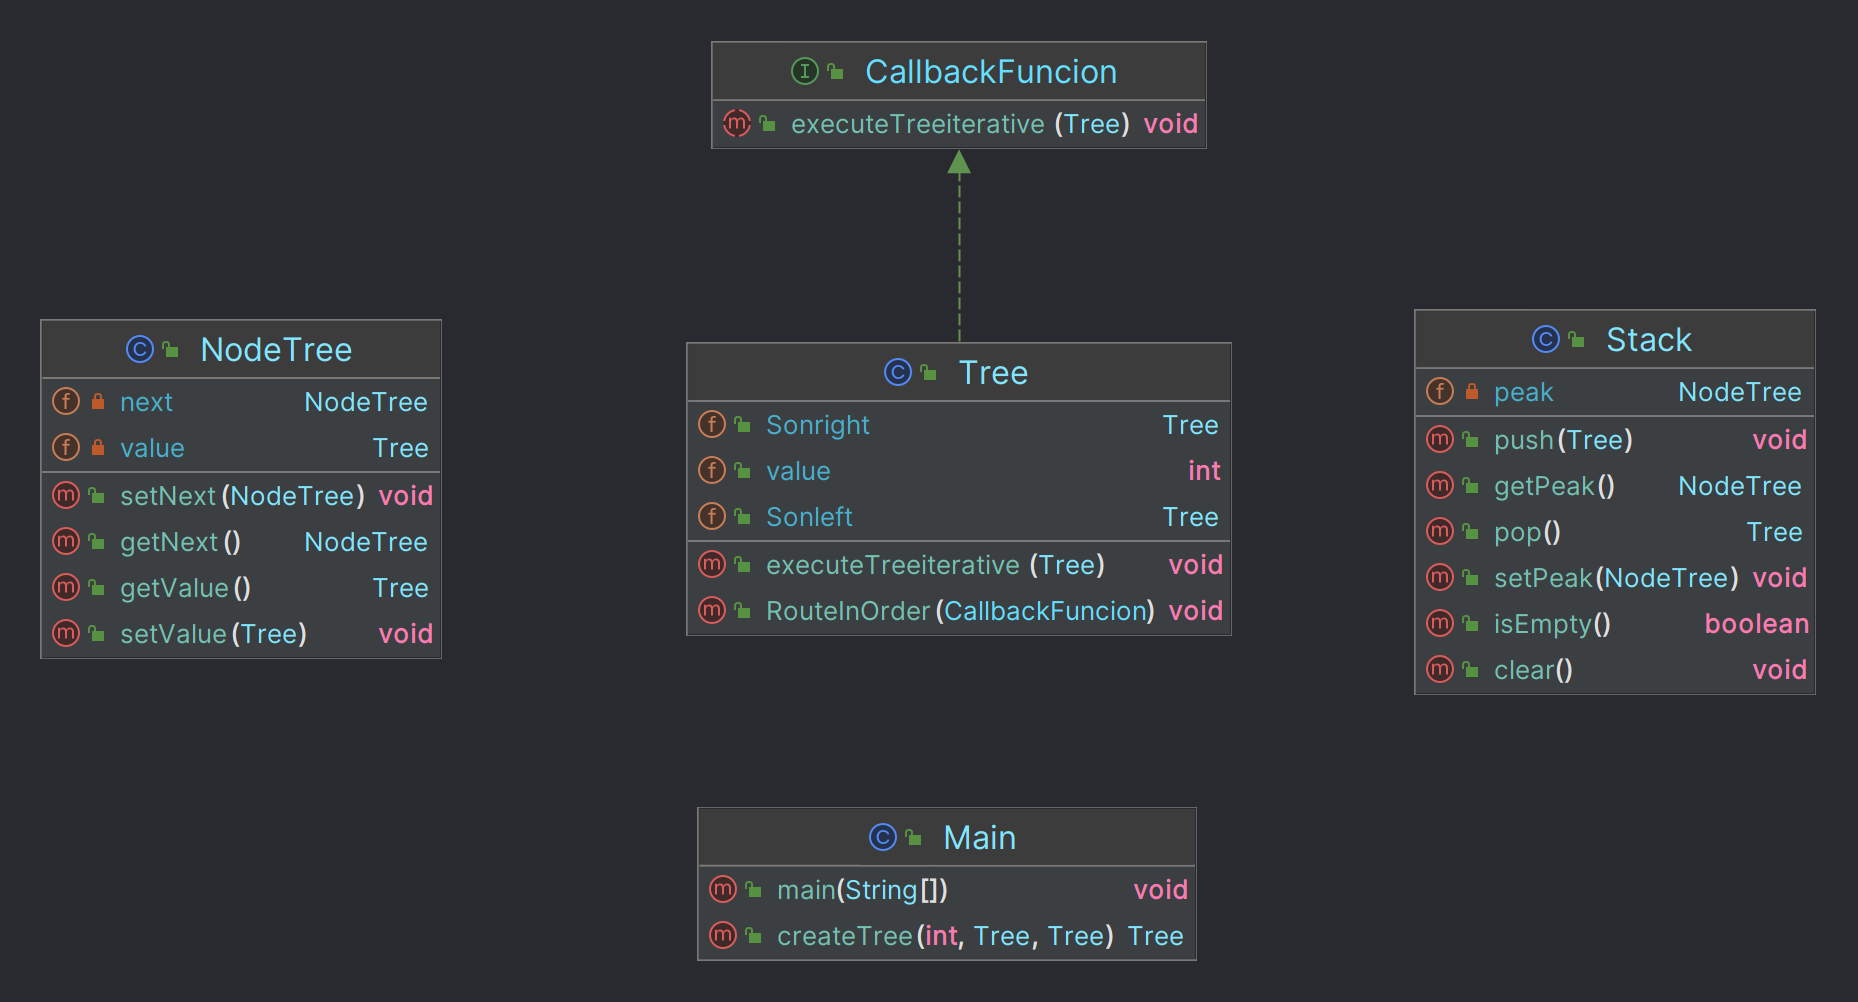 CallbackFuncion
executeTreeiterative (Tree) void
NodeTree
next NodeTree
value Tree
setNext(NodeTree) void
getNext() NodeTree
getValue() Tree
setValue(Tree) void
Tree
Sonright Tree
value int
Sonleft Tree
executeTreeiterative (Tree) void
RouteInOrder(CallbackFuncion) void
Stack
peak NodeTree
push(Tree) void
getPeak() NodeTree
pop() Tree
setPeak(NodeTree) void
isEmpty() boolean
clear() void
Main
main(String[]) void
createTree(int, Tree, Tree) Tree